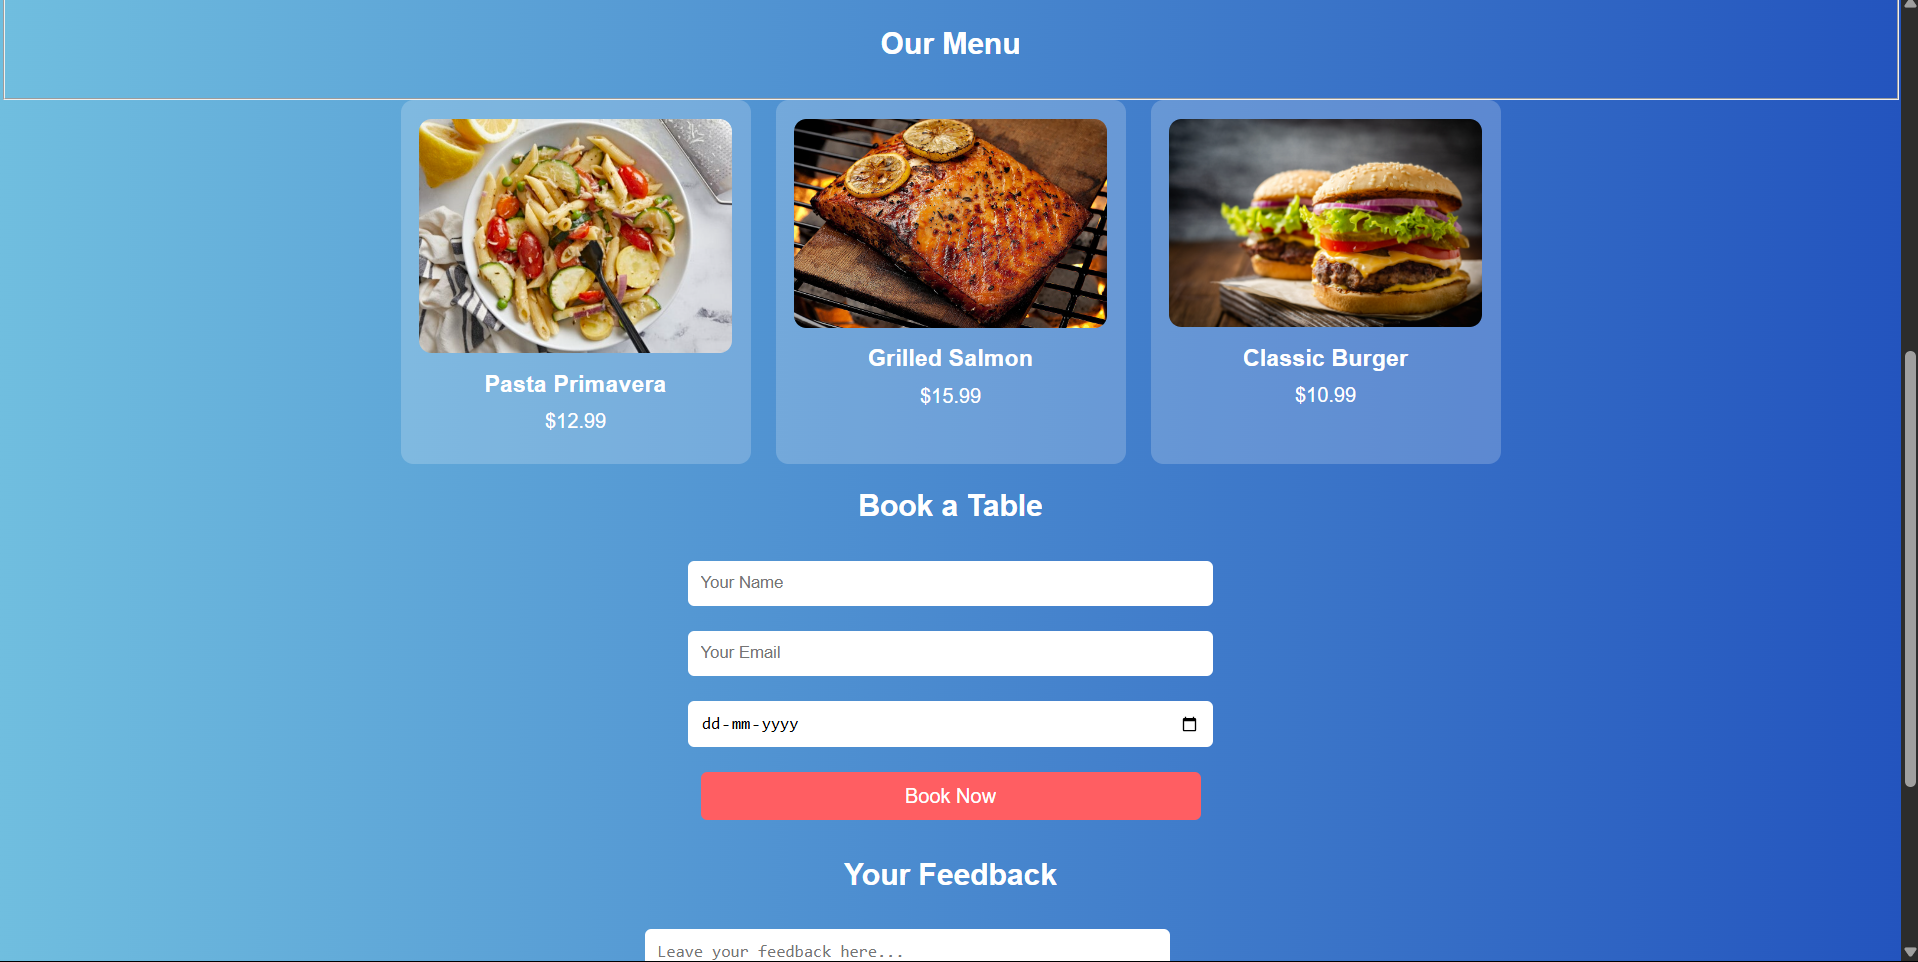 Our Menu
Pasta Primavera
$12.99
Grilled Salmon
$15.99
Classic Burger
$10.99
Book a Table
Your Name
Your Email
dd-mm-yyyy
Book Now
Your Feedback
Leave your feedback here...